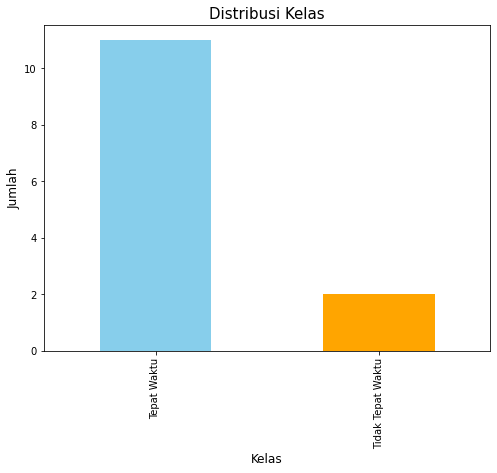 Distribusi Kelas
Jumlah
10
8
6
4
2
0
Tepat Waktu
Tidak Tepat Waktu
Kelas